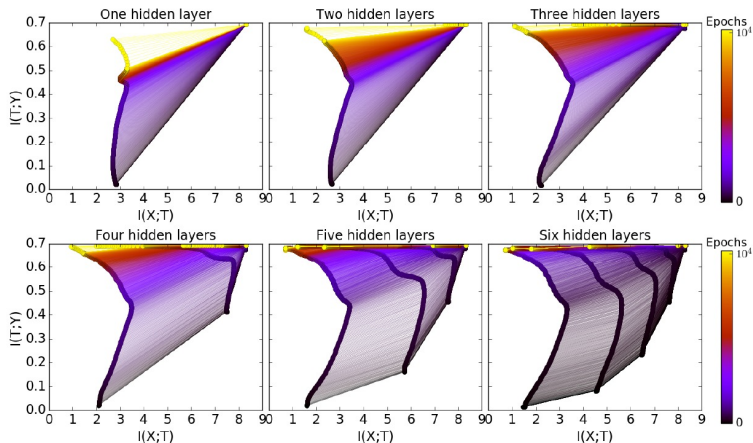 One hidden layer
Two hidden layers
Three hidden layers
Epochs
0.7
0.6
0.5
0.4
0.3
0.2
0.1
0.0
I(T;Y)
10^4
0
0 1 2 3 4 5 6 7 8 9
0 1 2 3 4 5 6 7 8 9
0 1 2 3 4 5 6 7 8 9
I(X;T)
I(X;T)
I(X;T)
Four hidden layers
Five hidden layers
Six hidden layers
Epochs
0.7
0.6
0.5
0.4
0.3
0.2
0.1
0.0
I(T;Y)
10^4
0
0 1 2 3 4 5 6 7 8 9
0 1 2 3 4 5 6 7 8 9
0 1 2 3 4 5 6 7 8 9
I(X;T)
I(X;T)
I(X;T)